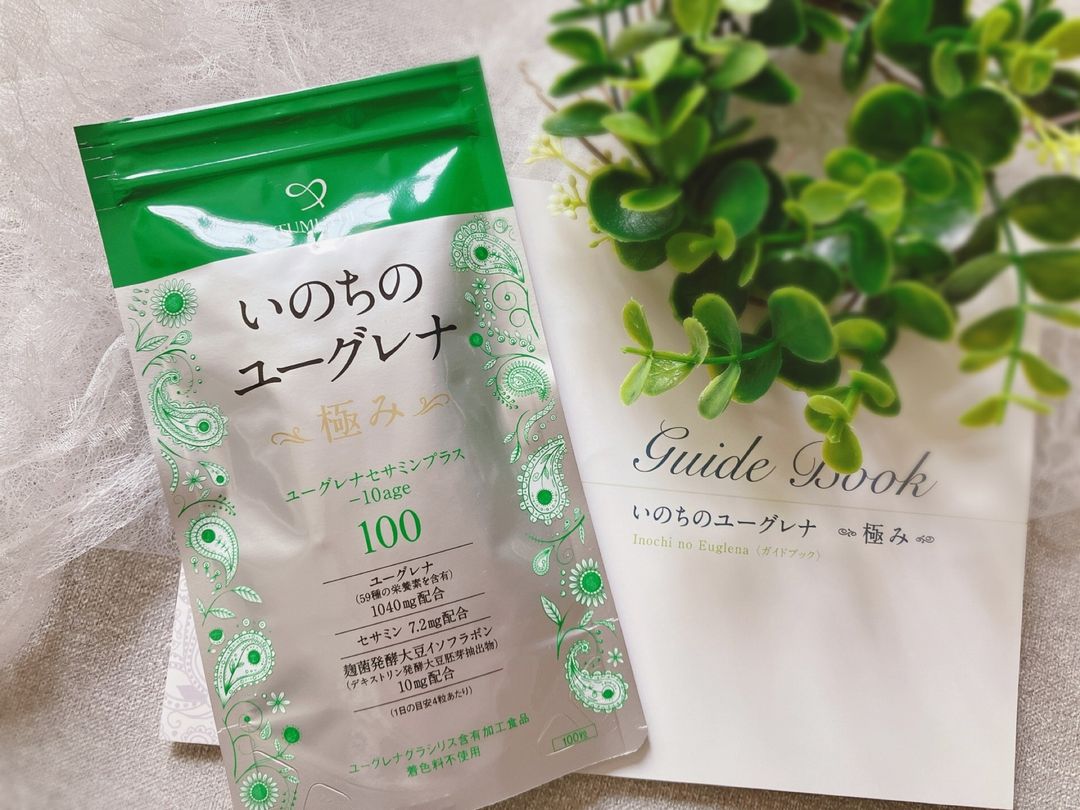 いのちの
ユーグレナ
極み
ユーグレナセサミンプラス
-10age
100
ユーグレナ
(59種の栄養素を含有)
1040mg配合
セサミン 7.2mg配合
麹菌発酵大豆イソフラボン
(デキストリン発酵大豆胚芽抽出物)
10mg配合
(1日の目安4粒あたり)
ユーグレナグラシリス含有加工食品
着色料不使用
100粒
Guide Book
いのちのユーグレナ 極み
Inochi no Euglena (ガイドブック)